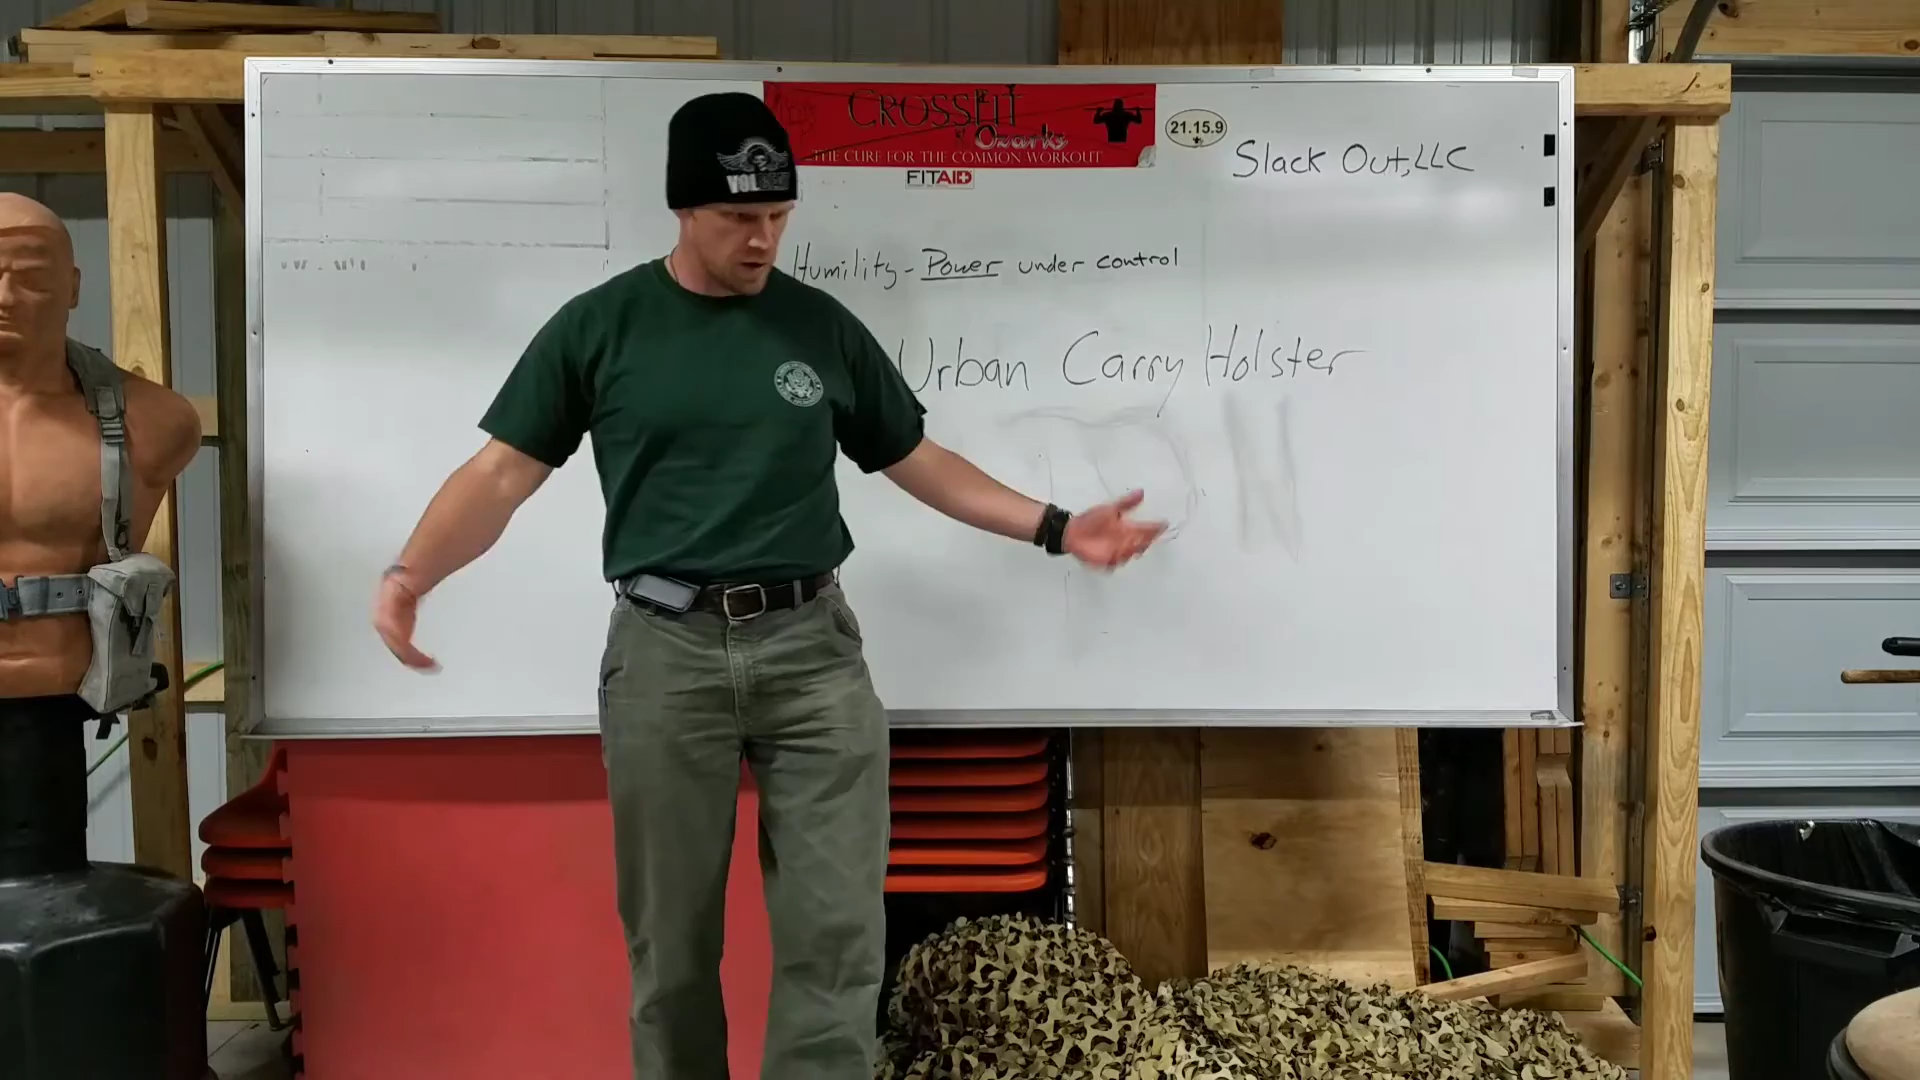 CROSSFIT
Ozarks
THE CURE FOR THE COMMON WORKOUT
21.15.9
FITAID
Slack Out, LLC
VOL
Humility - Power under control
Urban Carry Holster